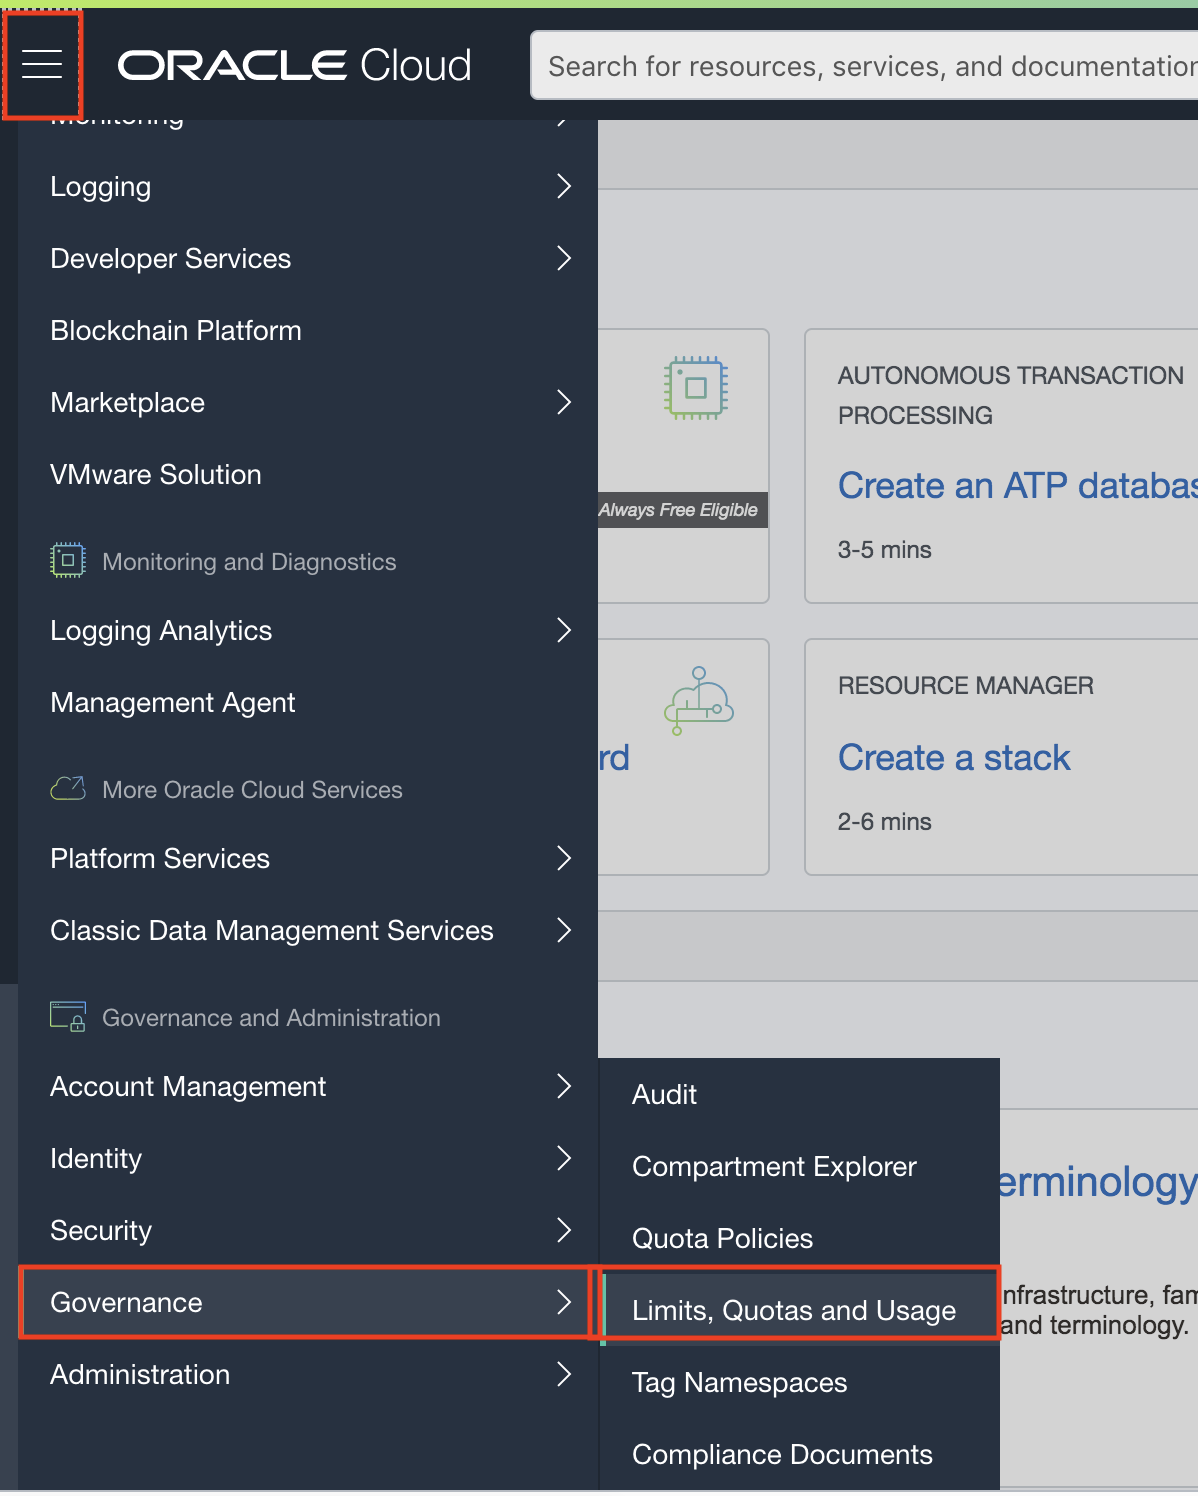 ORACLE Cloud
Search for resources, services, and documentation
Monitoring
Logging
Developer Services
Blockchain Platform
Marketplace
VMware Solution
Monitoring and Diagnostics
Logging Analytics
Management Agent
More Oracle Cloud Services
Platform Services
Classic Data Management Services
Governance and Administration
Account Management
Identity
Security
Governance
Administration
Audit
Compartment Explorer
Quota Policies
Limits, Quotas and Usage
Tag Namespaces
Compliance Documents
Always Free Eligible
AUTONOMOUS TRANSACTION
PROCESSING
Create an ATP databas
3-5 mins
rd
RESOURCE MANAGER
Create a stack
2-6 mins
erminology
nfrastructure, fam
and terminology.